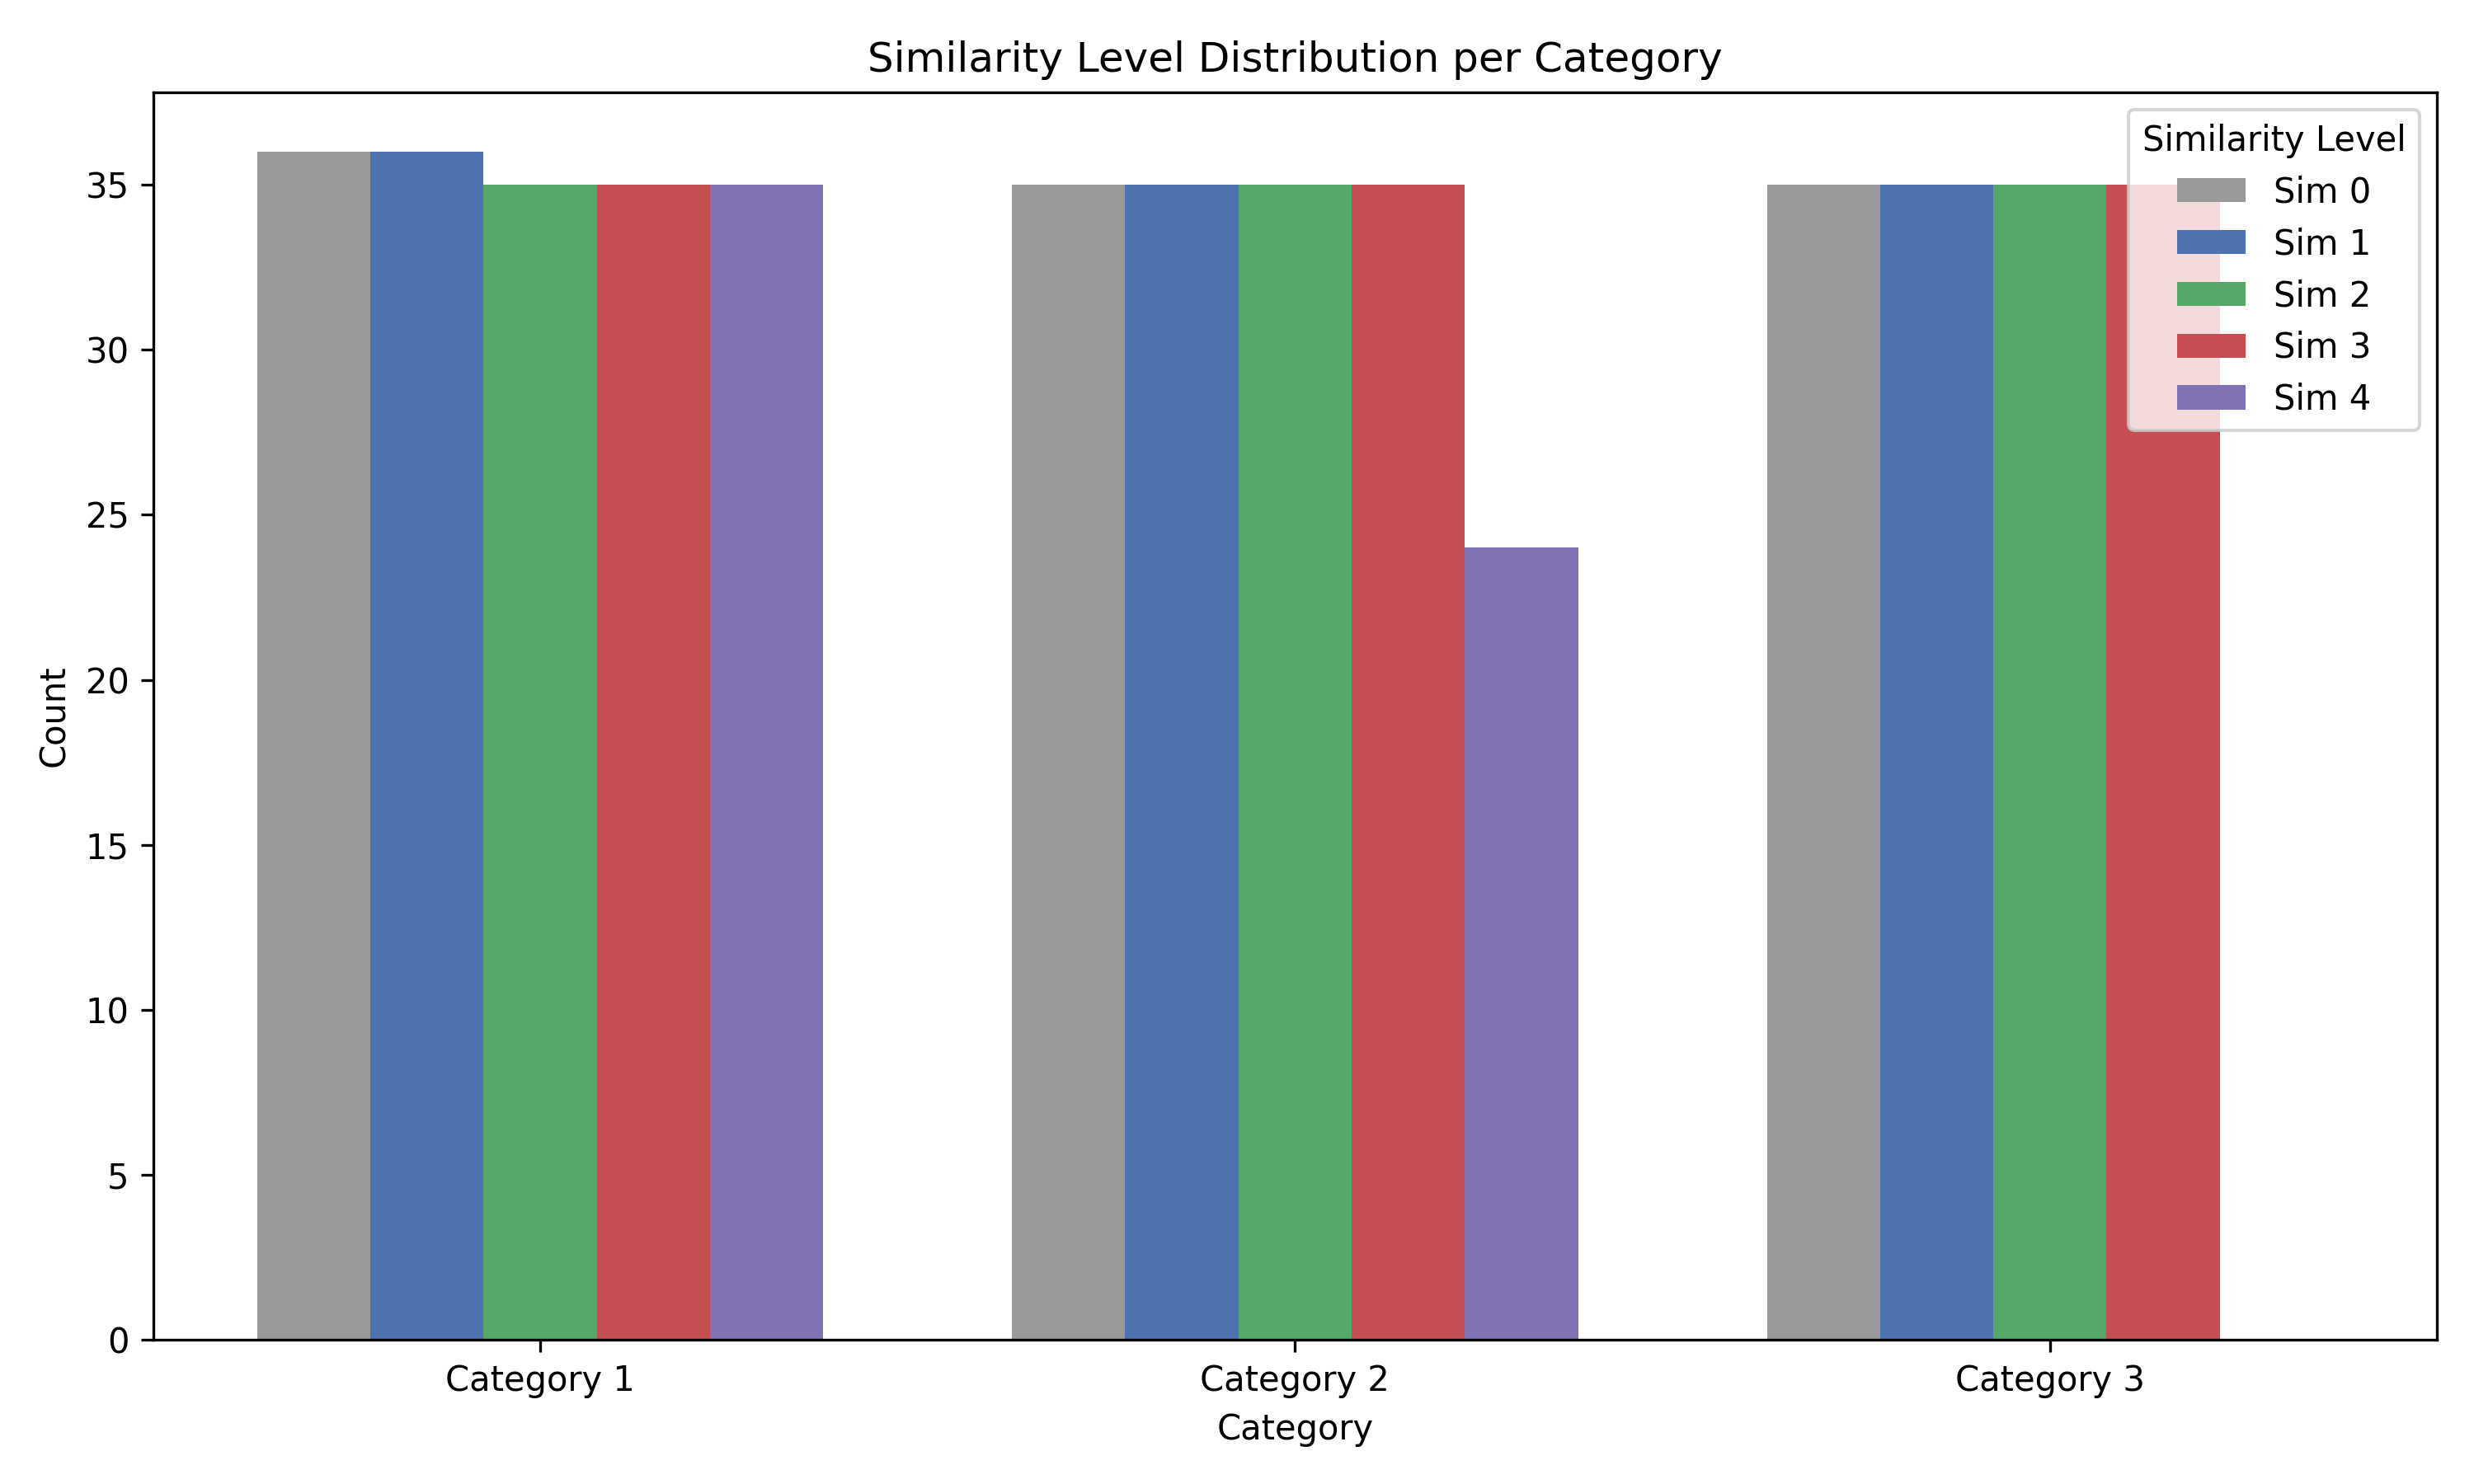 Similarity Level Distribution per Category
Similarity Level
Sim 0
Sim 1
Sim 2
Sim 3
Sim 4
Count
35
30
25
20
15
10
5
0
Category 1
Category 2
Category 3
Category